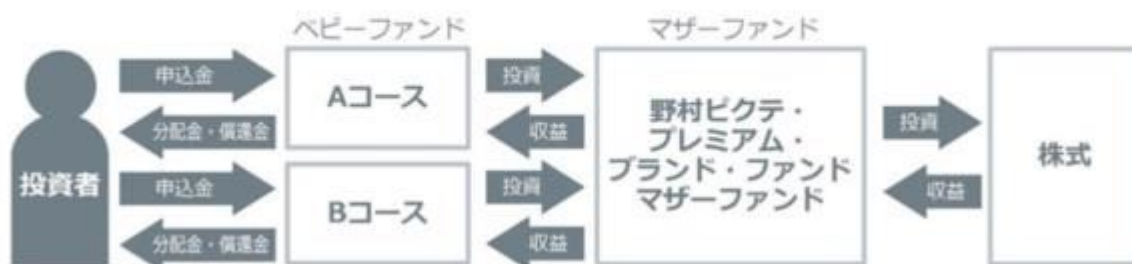 ベビーファンド
マザーファンド
投資者
申込金
分配金・償還金
申込金
分配金・償還金
Aコース
Bコース
投資
収益
投資
収益
野村ピクテ・
プレミアム・
ブランド・ファンド
マザーファンド
投資
収益
株式